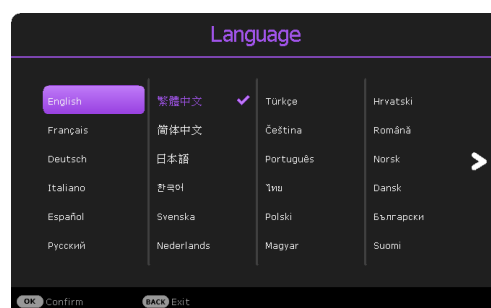 Language
English
Français
Deutsch
Italiano
Español
Русский
繁體中文
简体中文
日本語
한국어
Svenska
Nederlands
Türkçe
Čeština
Português
ไทย
Polski
Magyar
Hrvatski
Română
Norsk
Dansk
Български
Suomi
OK Confirm
BACK Exit